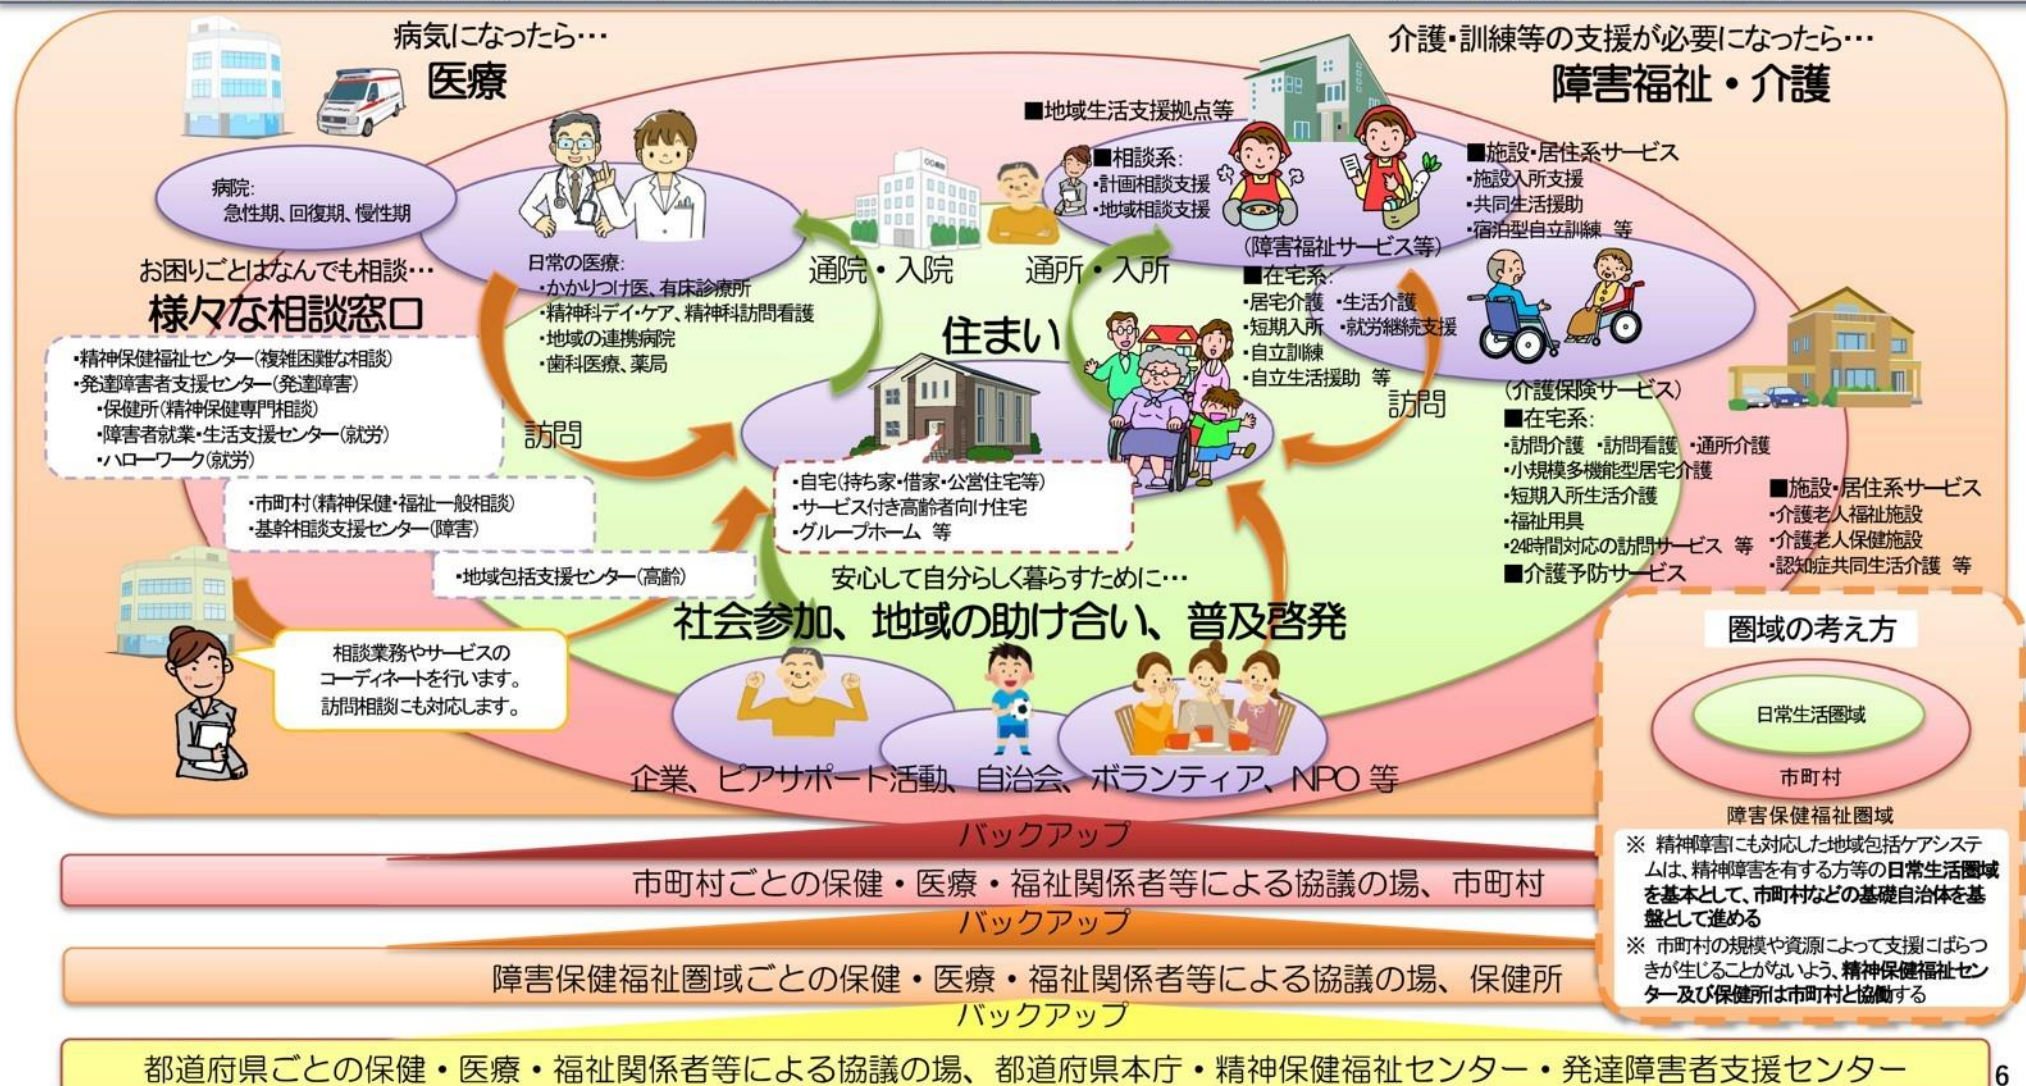 病気になったら…
医療
病院:
急性期、回復期、慢性期
日常の医療:
・かかりつけ医、有床診療所
・精神科デイ・ケア、精神科訪問看護
・地域の連携病院
・歯科医療、薬局
お困りごとはなんでも相談…
様々な相談窓口
・精神保健福祉センター(複雑困難な相談)
・発達障害者支援センター(発達障害)
・保健所(精神保健専門相談)
・障害者就業・生活支援センター(就労)
・ハローワーク(就労)
・市町村(精神保健・福祉一般相談)
・基幹相談支援センター(障害)
・地域包括支援センター(高齢)
相談業務やサービスの
コーディネートを行います。
訪問相談にも対応します。
訪問
通院・入院
通所・入所
住まい
・自宅(持ち家・借家・公営住宅等)
・サービス付き高齢者向け住宅
・グループホーム 等
介護・訓練等の支援が必要になったら…
障害福祉・介護
■地域生活支援拠点等
■相談系:
・計画相談支援
・地域相談支援
■施設・居住系サービス
・施設入所支援
・共同生活援助
・宿泊型自立訓練 等
(障害福祉サービス等)
■在宅系:
・居宅介護 ・生活介護
・短期入所 ・就労継続支援
・自立訓練
・自立生活援助 等
訪問
(介護保険サービス)
■在宅系:
・訪問介護 ・訪問看護 ・通所介護
・小規模多機能型居宅介護
・短期入所生活介護
・福祉用具
・24時間対応の訪問サービス 等
■介護予防サービス
■施設・居住系サービス
・介護老人福祉施設
・介護老人保健施設
・認知症共同生活介護 等
安心して自分らしく暮らすために…
社会参加、地域の助け合い、普及啓発
企業、ピアサポート活動、自治会、ボランティア、NPO 等
圏域の考え方
日常生活圏域
市町村
障害保健福祉圏域
※ 精神障害にも対応した地域包括ケアシステ
ムは、精神障害を有する方等の日常生活圏域
を基本として、市町村などの基礎自治体を基
盤として進める
※ 市町村の規模や資源によって支援にばらつ
きが生じることがないよう、精神保健福祉セン
ター及び保健所は市町村と協働する
バックアップ
市町村ごとの保健・医療・福祉関係者等による協議の場、市町村
バックアップ
障害保健福祉圏域ごとの保健・医療・福祉関係者等による協議の場、保健所
バックアップ
都道府県ごとの保健・医療・福祉関係者等による協議の場、都道府県本庁・精神保健福祉センター・発達障害者支援センター
6